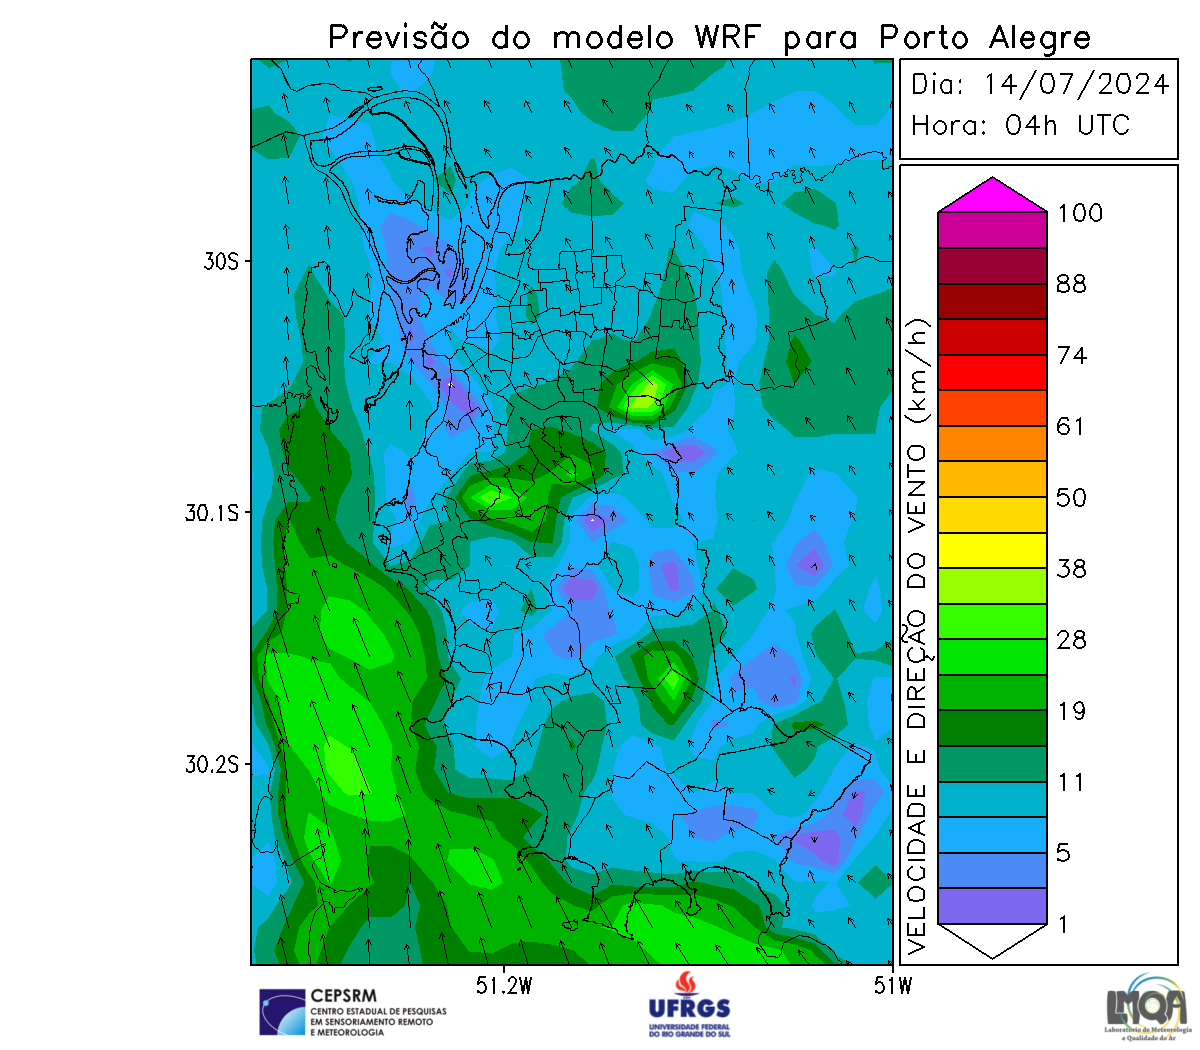 Previsão do modelo WRF para Porto Alegre
Dia: 14/07/2024
Hora: 04h UTC
30S
30.1S
30.2S
51.2W
51W
VELOCIDADE E DIREÇÃO DO VENTO (km/h)
100
88
74
61
50
38
28
19
11
5
1
CEPSRM
CENTRO ESTADUAL DE PESQUISAS
EM SENSORIAMENTO REMOTO
E METEOROLOGIA
UFRGS
UNIVERSIDADE FEDERAL
DO RIO GRANDE DO SUL
LMQA
Laboratório de Meteorologia
e Qualidade do Ar